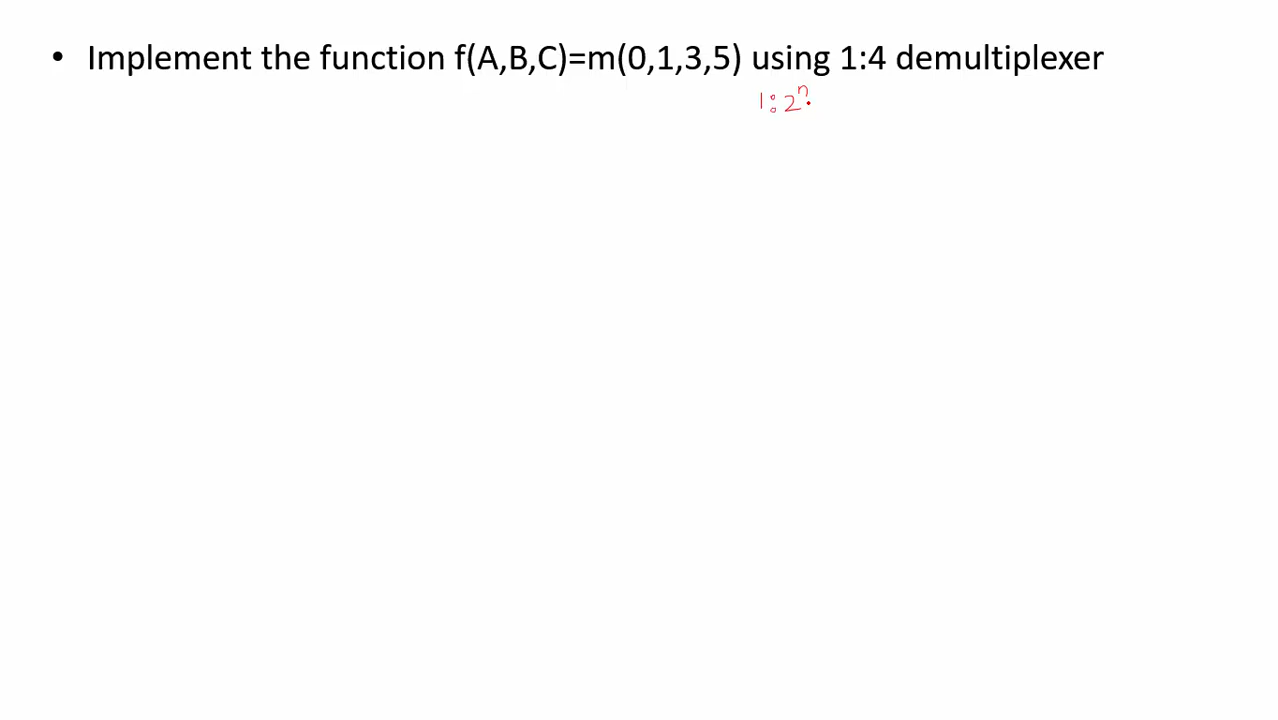 • Implement the function f(A,B,C)=m(0,1,3,5) using 1:4 demultiplexer
1:2ⁿ